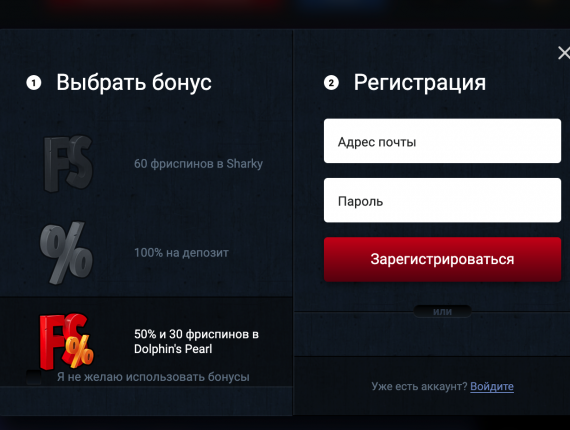 1 Выбрать бонус
FS
60 фриспинов в Sharky
%
100% на депозит
FS%
50% и 30 фриспинов в
Dolphin's Pearl
Я не желаю использовать бонусы
2 Регистрация
Адрес почты
Пароль
Зарегистрироваться
или
Уже есть аккаунт? Войдите